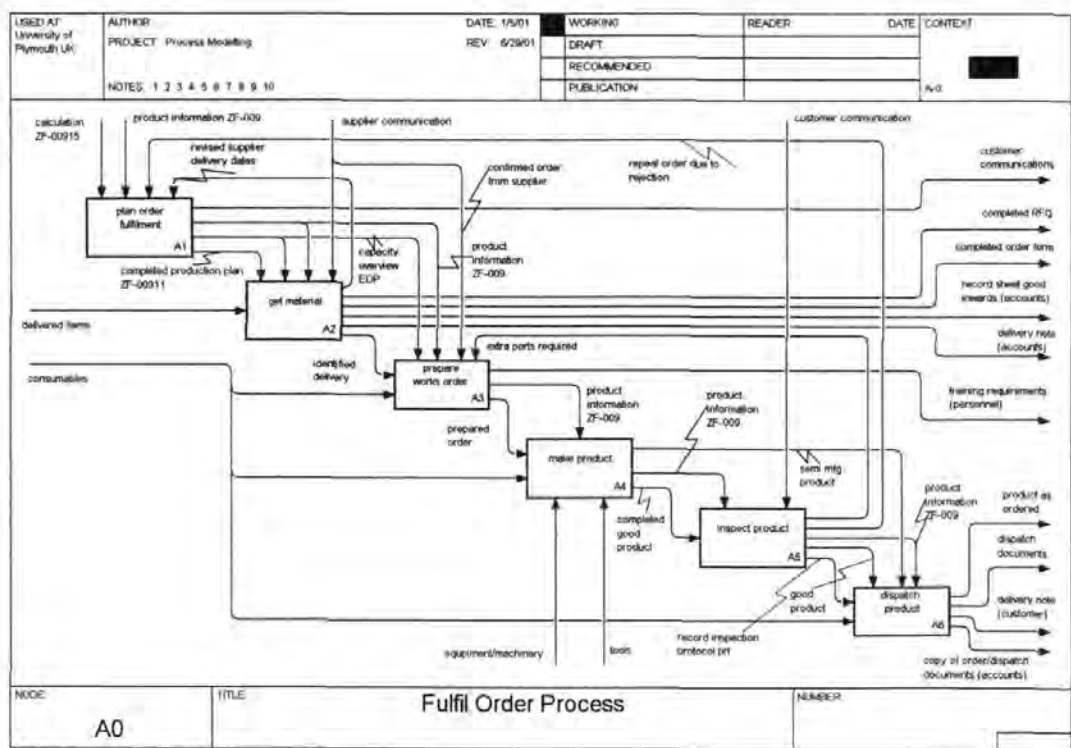 USED AT
University of
Plymouth UK
AUTHOR
PROJECT Process Modelling
NOTES: 1 2 3 4 5 6 7 8 9 10
DATE: 1/5/01
REV: 6/29/01
WORKING
DRAFT
RECOMMENDED
PUBLICATION
READER
DATE
CONTEXT
A-0
calculation
ZF-00915
product information ZF-009
supplier communication
customer communication
revised supplier
delivery dates
confirmed order
from supplier
repeat order due to
rejection
customer
communications
plan order
fulfilment
A1
completed RFQ
completed production plan
ZF-00911
capacity
overview
EDP
product
information
ZF-009
completed order items
get material
A2
record sheet good
inwards (accounts)
delivered items
delivery note
(accounts)
extra parts required
consumables
identified
delivery
prepare
works order
A3
training requirements
(personnel)
prepared
order
product
information
ZF-009
product
information
ZF-009
make product
A4
semi mfg
product
completed
good
product
inspect product
A5
product
information
ZF-009
product as
ordered
dispatch
documents
good
product
dispatch
product
A6
delivery note
(customer)
record inspection
protocol prf
equipment/machinery
tools
copy of order/dispatch
documents (accounts)
NODE:
A0
TITLE:
Fulfil Order Process
NUMBER: